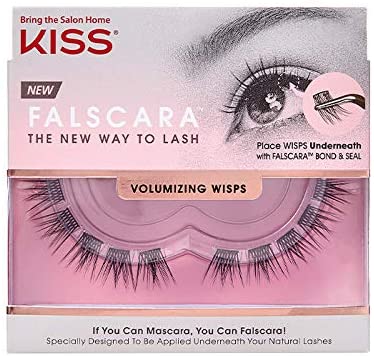 Bring the Salon Home
KISS
NEW
FALSCARA™
THE NEW WAY TO LASH
Place WISPS Underneath
with FALSCARA™ BOND & SEAL
VOLUMIZING WISPS
If You Can Mascara, You Can Falscara!
Specially Designed To Be Applied Underneath Your Natural Lashes